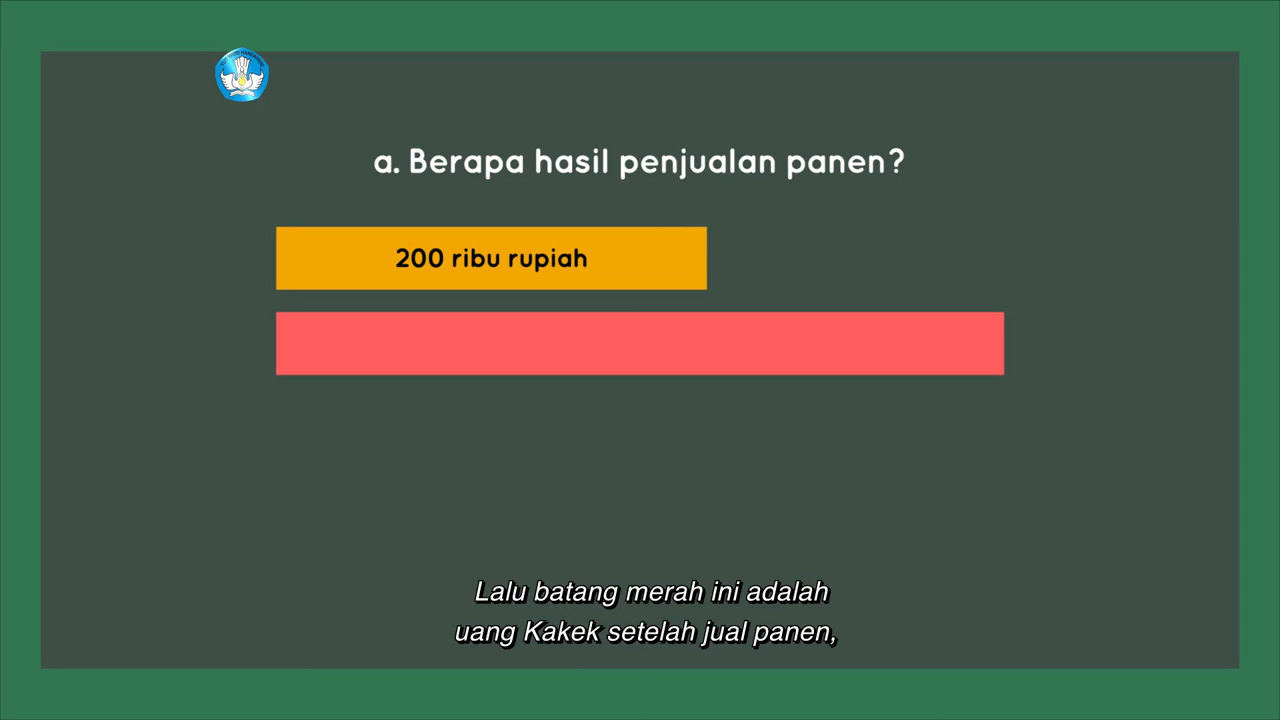 a. Berapa hasil penjualan panen?
200 ribu rupiah
Lalu batang merah ini adalah
uang Kakek setelah jual panen,